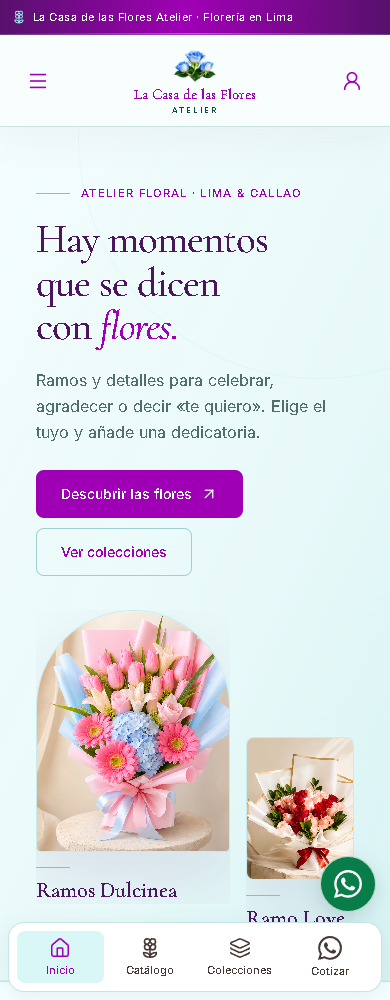 La Casa de las Flores Atelier · Florería en Lima
La Casa de las Flores
ATELIER
ATELIER FLORAL · LIMA & CALLAO
Hay momentos
que se dicen
con flores.
Ramos y detalles para celebrar,
agradecer o decir «te quiero». Elige el
tuyo y añade una dedicatoria.
Descubrir las flores
Ver colecciones
Ramos Dulcinea
Ramo Love
Inicio
Catálogo
Colecciones
Cotizar